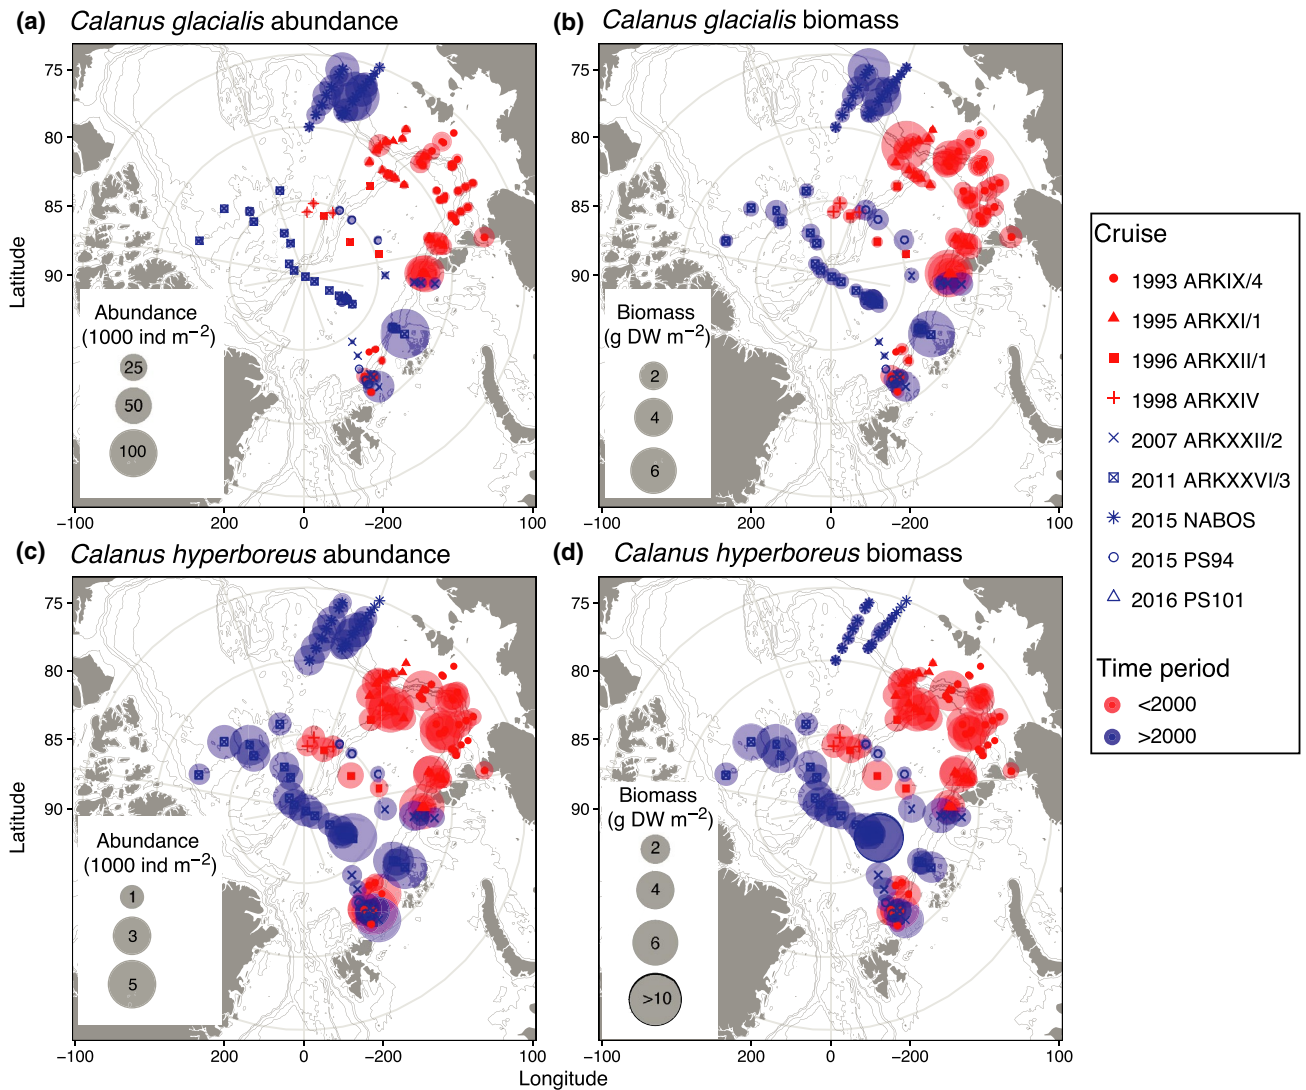 (a) Calanus glacialis abundance
(b) Calanus glacialis biomass
75
80
85
90
Latitude
Abundance
(1000 ind m−2)
25
50
100
−100
200
0
−200
100
75
80
85
90
Biomass
(g DW m−2)
2
4
6
−100
200
0
−200
100
(c) Calanus hyperboreus abundance
(d) Calanus hyperboreus biomass
75
80
85
90
Latitude
Abundance
(1000 ind m−2)
1
3
5
−100
200
0
−200
100
75
80
85
90
Biomass
(g DW m−2)
2
4
6
>10
−100
200
0
−200
100
Longitude
Cruise
1993 ARKIX/4
1995 ARKXI/1
1996 ARKXII/1
1998 ARKXIV
2007 ARKXXII/2
2011 ARKXXVI/3
2015 NABOS
2015 PS94
2016 PS101
Time period
<2000
>2000